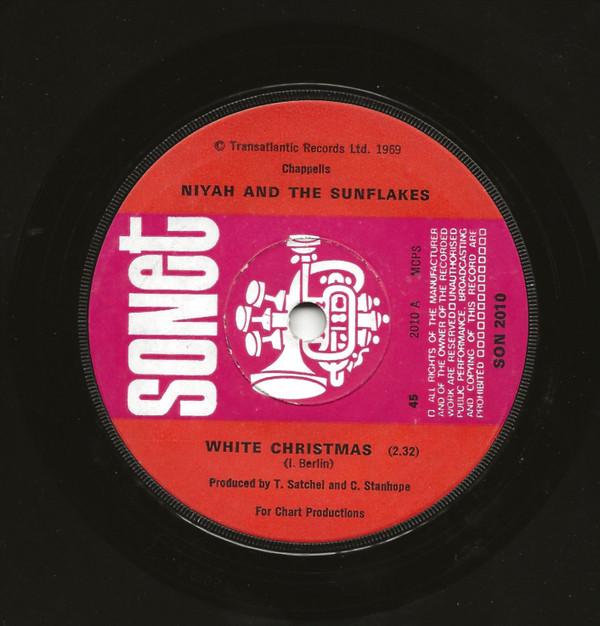 © Transatlantic Records Ltd. 1969
Chappells
NIYAH AND THE SUNFLAKES
sonet
45
2010 A MCPS
▢ ALL RIGHTS OF THE MANUFACTURER
AND OF THE OWNER OF THE RECORDED
WORK ARE RESERVED ▢ UNAUTHORISED
PUBLIC PERFORMANCE, BROADCASTING
AND COPYING OF THIS RECORD ARE
PROHIBITED ▢▢▢▢▢▢▢▢▢▢▢▢▢
SON 2010
WHITE CHRISTMAS (2.32)
(I. Berlin)
Produced by T. Satchel and C. Stanhope
For Chart Productions